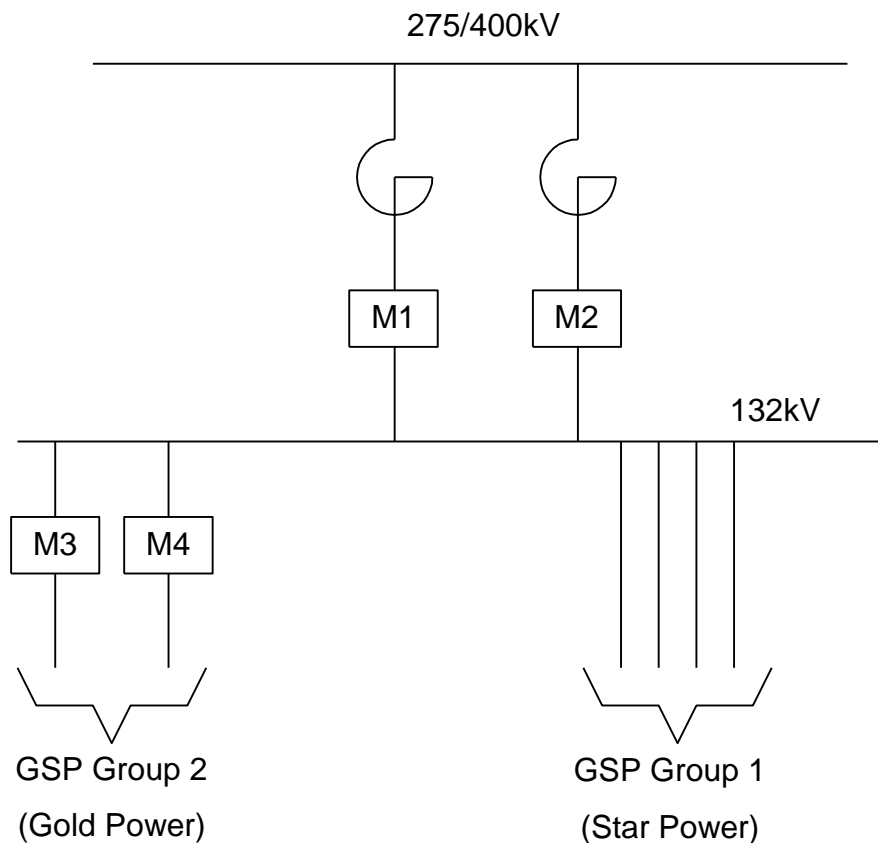 275/400kV
M1
M2
132kV
M3
M4
GSP Group 2
(Gold Power)
GSP Group 1
(Star Power)